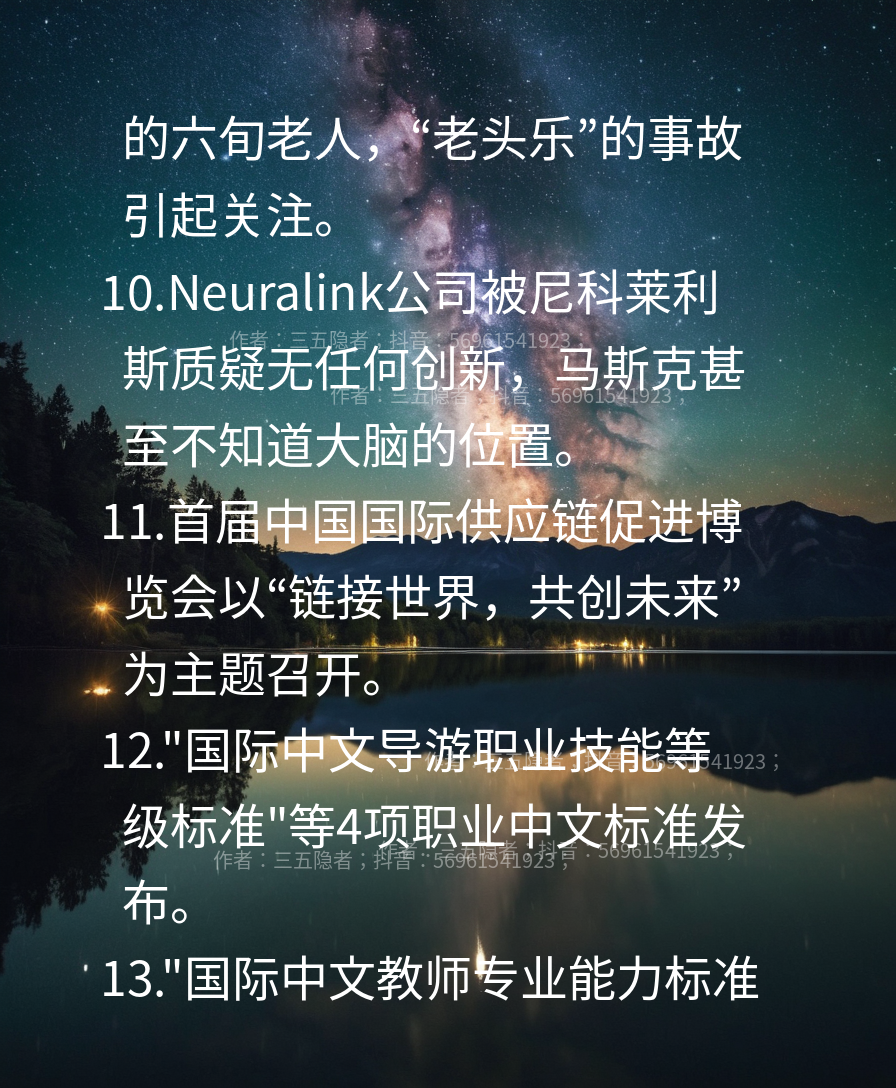 的六旬老人，“老头乐”的事故
引起关注。
10.Neuralink公司被尼科莱利
作者：三五隐者；抖音：56961541923；
斯质疑无任何创新，马斯克甚
作者：三五隐者；抖音：56961541923；
至不知道大脑的位置。
11.首届中国国际供应链促进博
览会以“链接世界，共创未来”
为主题召开。
12."国际中文导游职业技能等
作者：三五隐者；抖音：56961541923；
级标准"等4项职业中文标准发
作者：三五隐者；抖音：56961541923；
作者：三五隐者；抖音：56961541923；
布。
13."国际中文教师专业能力标准